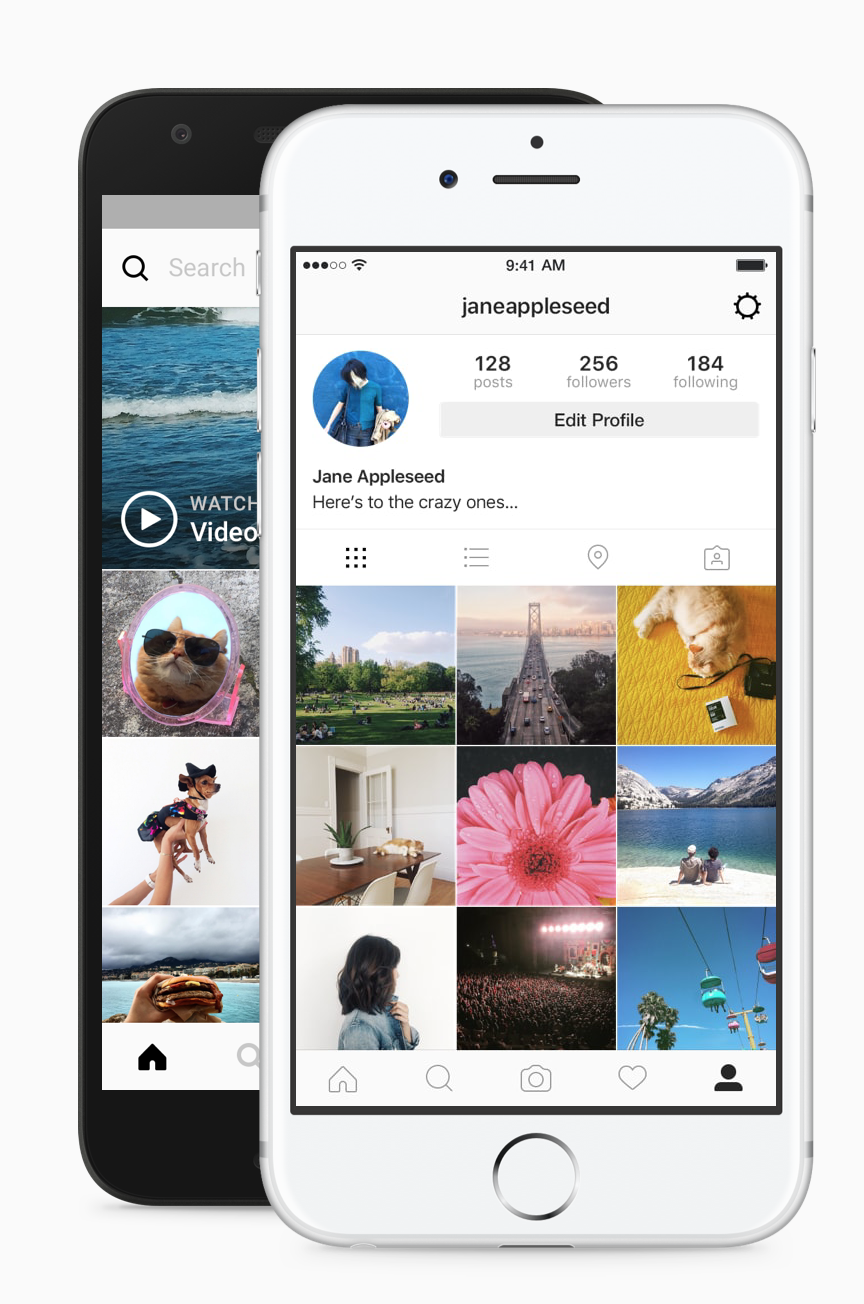 Search
WATCH
Video
9:41 AM
janeappleseed
128 256 184
posts followers following
Edit Profile
Jane Appleseed
Here’s to the crazy ones...